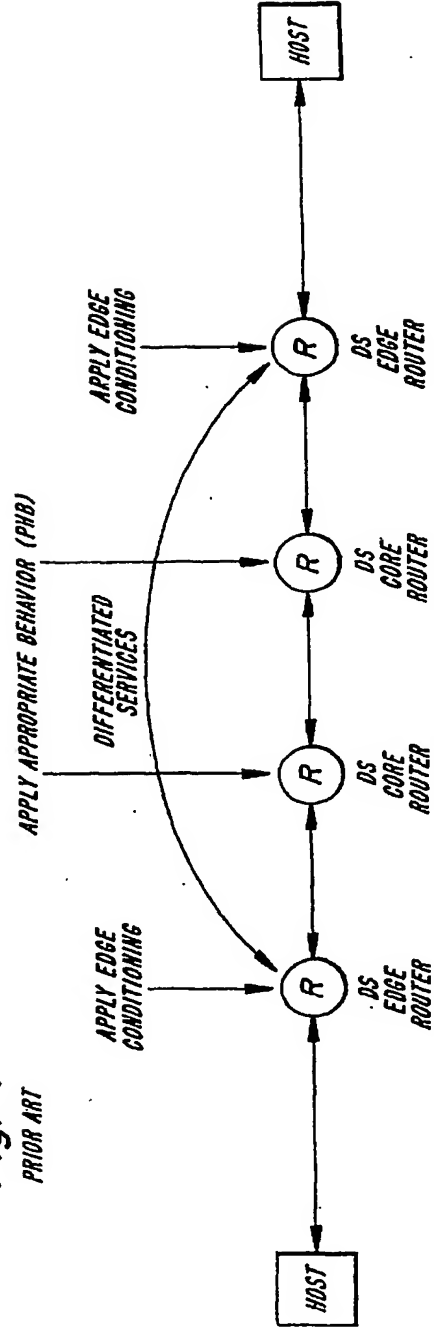 PRIOR ART
APPLY APPROPRIATE BEHAVIOR (PHB)
APPLY EDGE
CONDITIONING
DIFFERENTIATED
SERVICES
APPLY EDGE
CONDITIONING
HOST
R
R
R
R
HOST
DS
EDGE
ROUTER
DS
CORE
ROUTER
DS
CORE
ROUTER
DS
EDGE
ROUTER